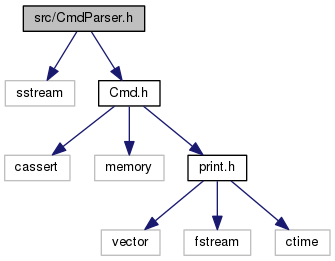 src/CmdParser.h
sstream
Cmd.h
cassert
memory
print.h
vector
fstream
ctime